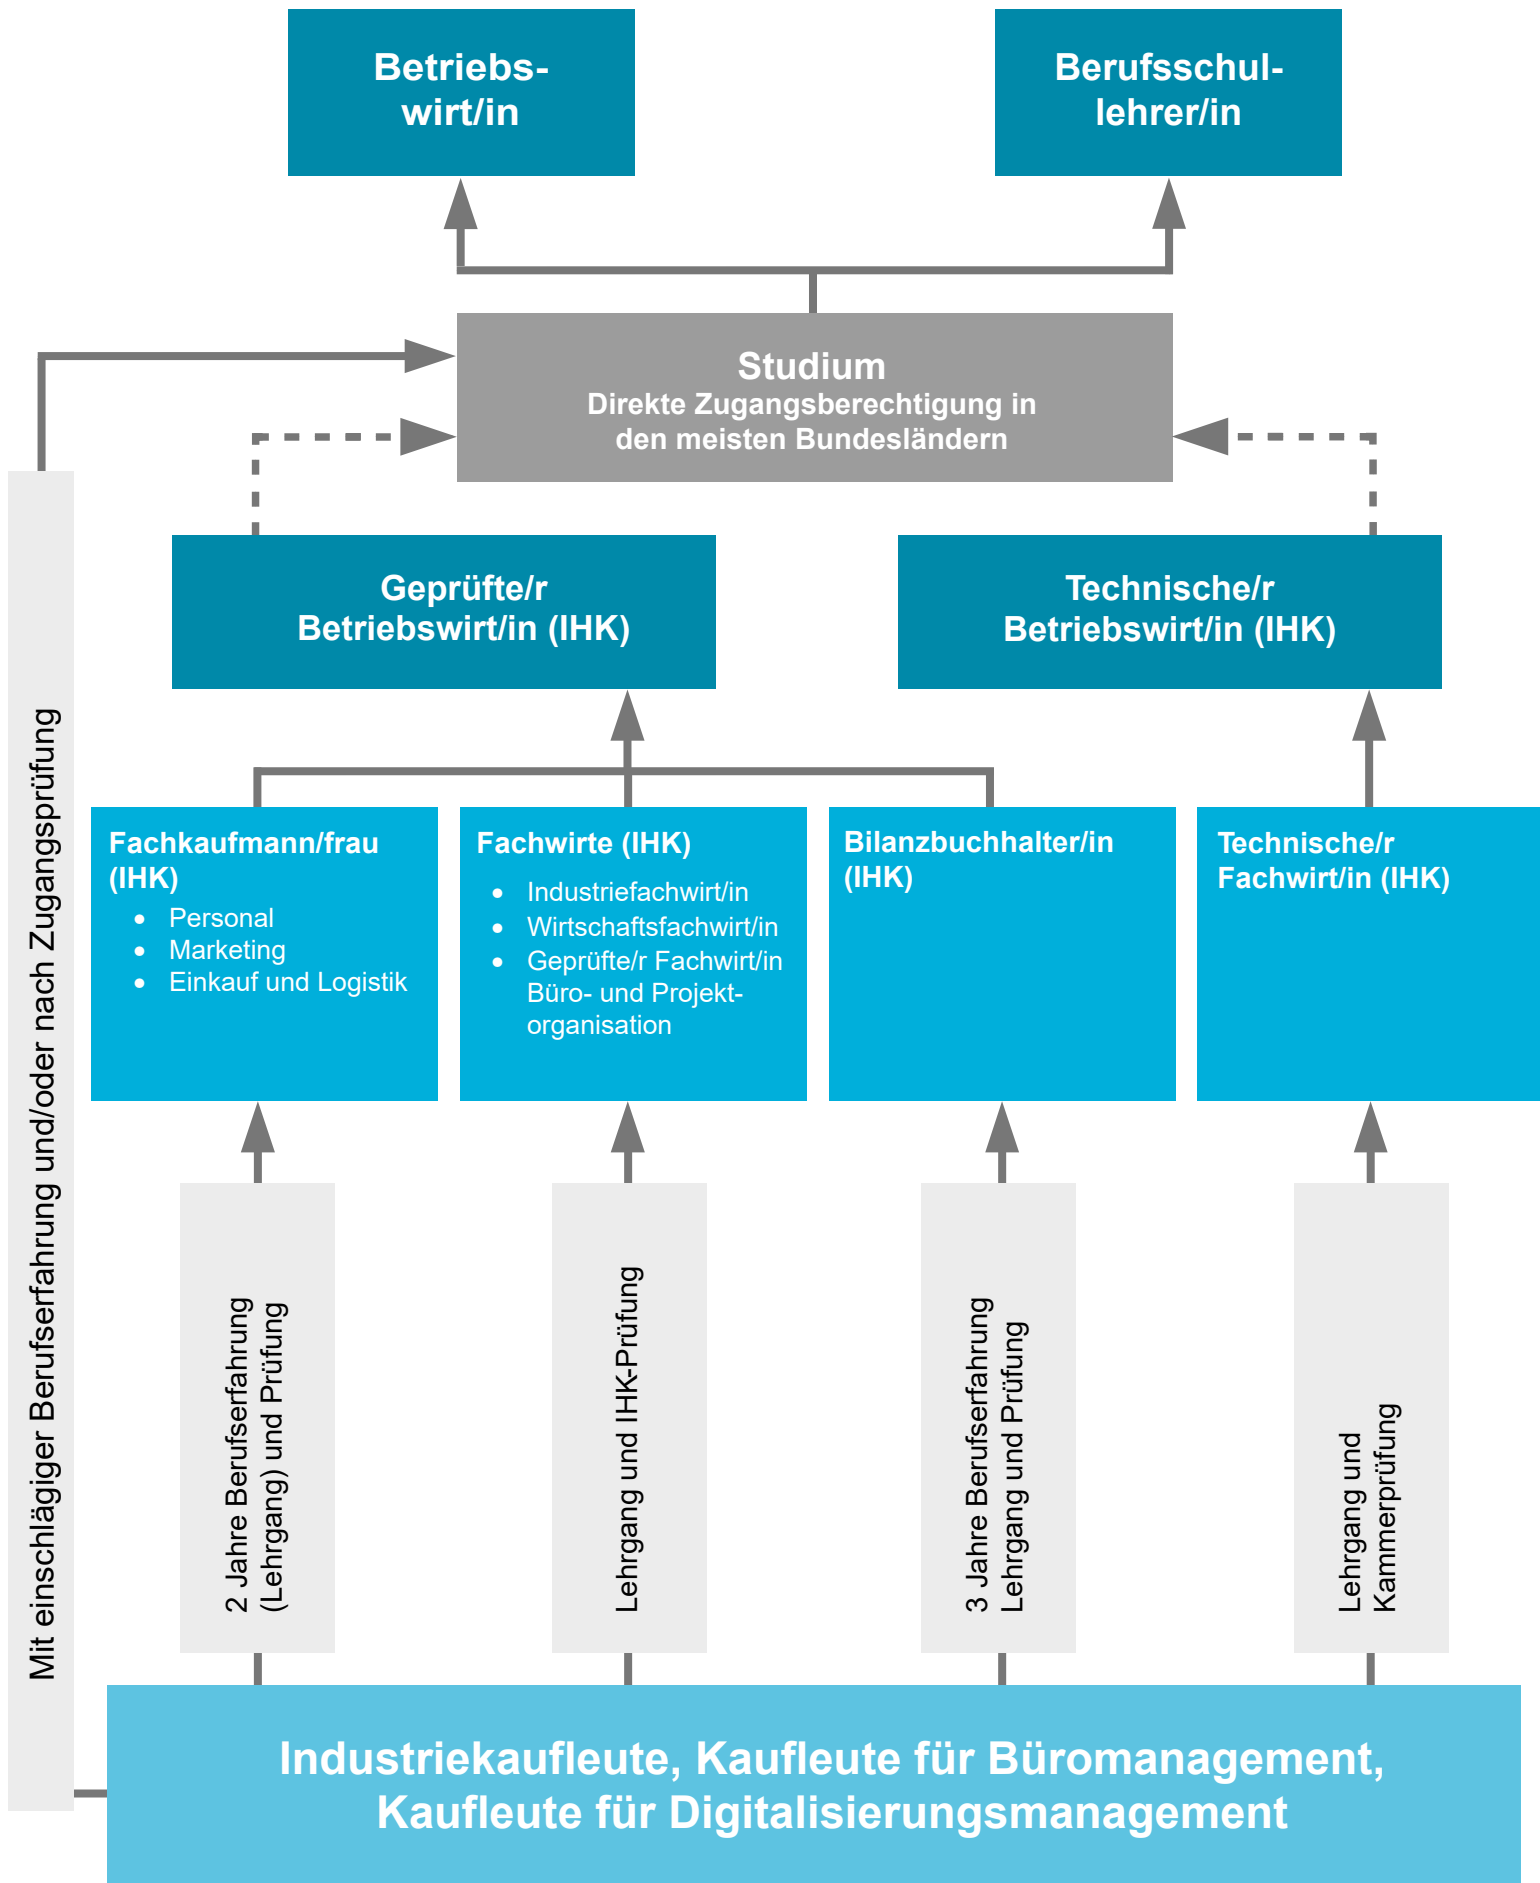 Betriebs-
wirt/in
Berufsschul-
lehrer/in
Studium
Direkte Zugangsberechtigung in
den meisten Bundesländern
Geprüfte/r
Betriebswirt/in (IHK)
Technische/r
Betriebswirt/in (IHK)
Mit einschlägiger Berufserfahrung und/oder nach Zugangsprüfung
Fachkaufmann/frau
(IHK)
• Personal
• Marketing
• Einkauf und Logistik
Fachwirte (IHK)
• Industriefachwirt/in
• Wirtschaftsfachwirt/in
• Geprüfte/r Fachwirt/in
Büro- und Projekt-
organisation
Bilanzbuchhalter/in
(IHK)
Technische/r
Fachwirt/in (IHK)
2 Jahre Berufserfahrung
(Lehrgang) und Prüfung
Lehrgang und IHK-Prüfung
3 Jahre Berufserfahrung
Lehrgang und Prüfung
Lehrgang und
Kammerprüfung
Industriekaufleute, Kaufleute für Büromanagement,
Kaufleute für Digitalisierungsmanagement